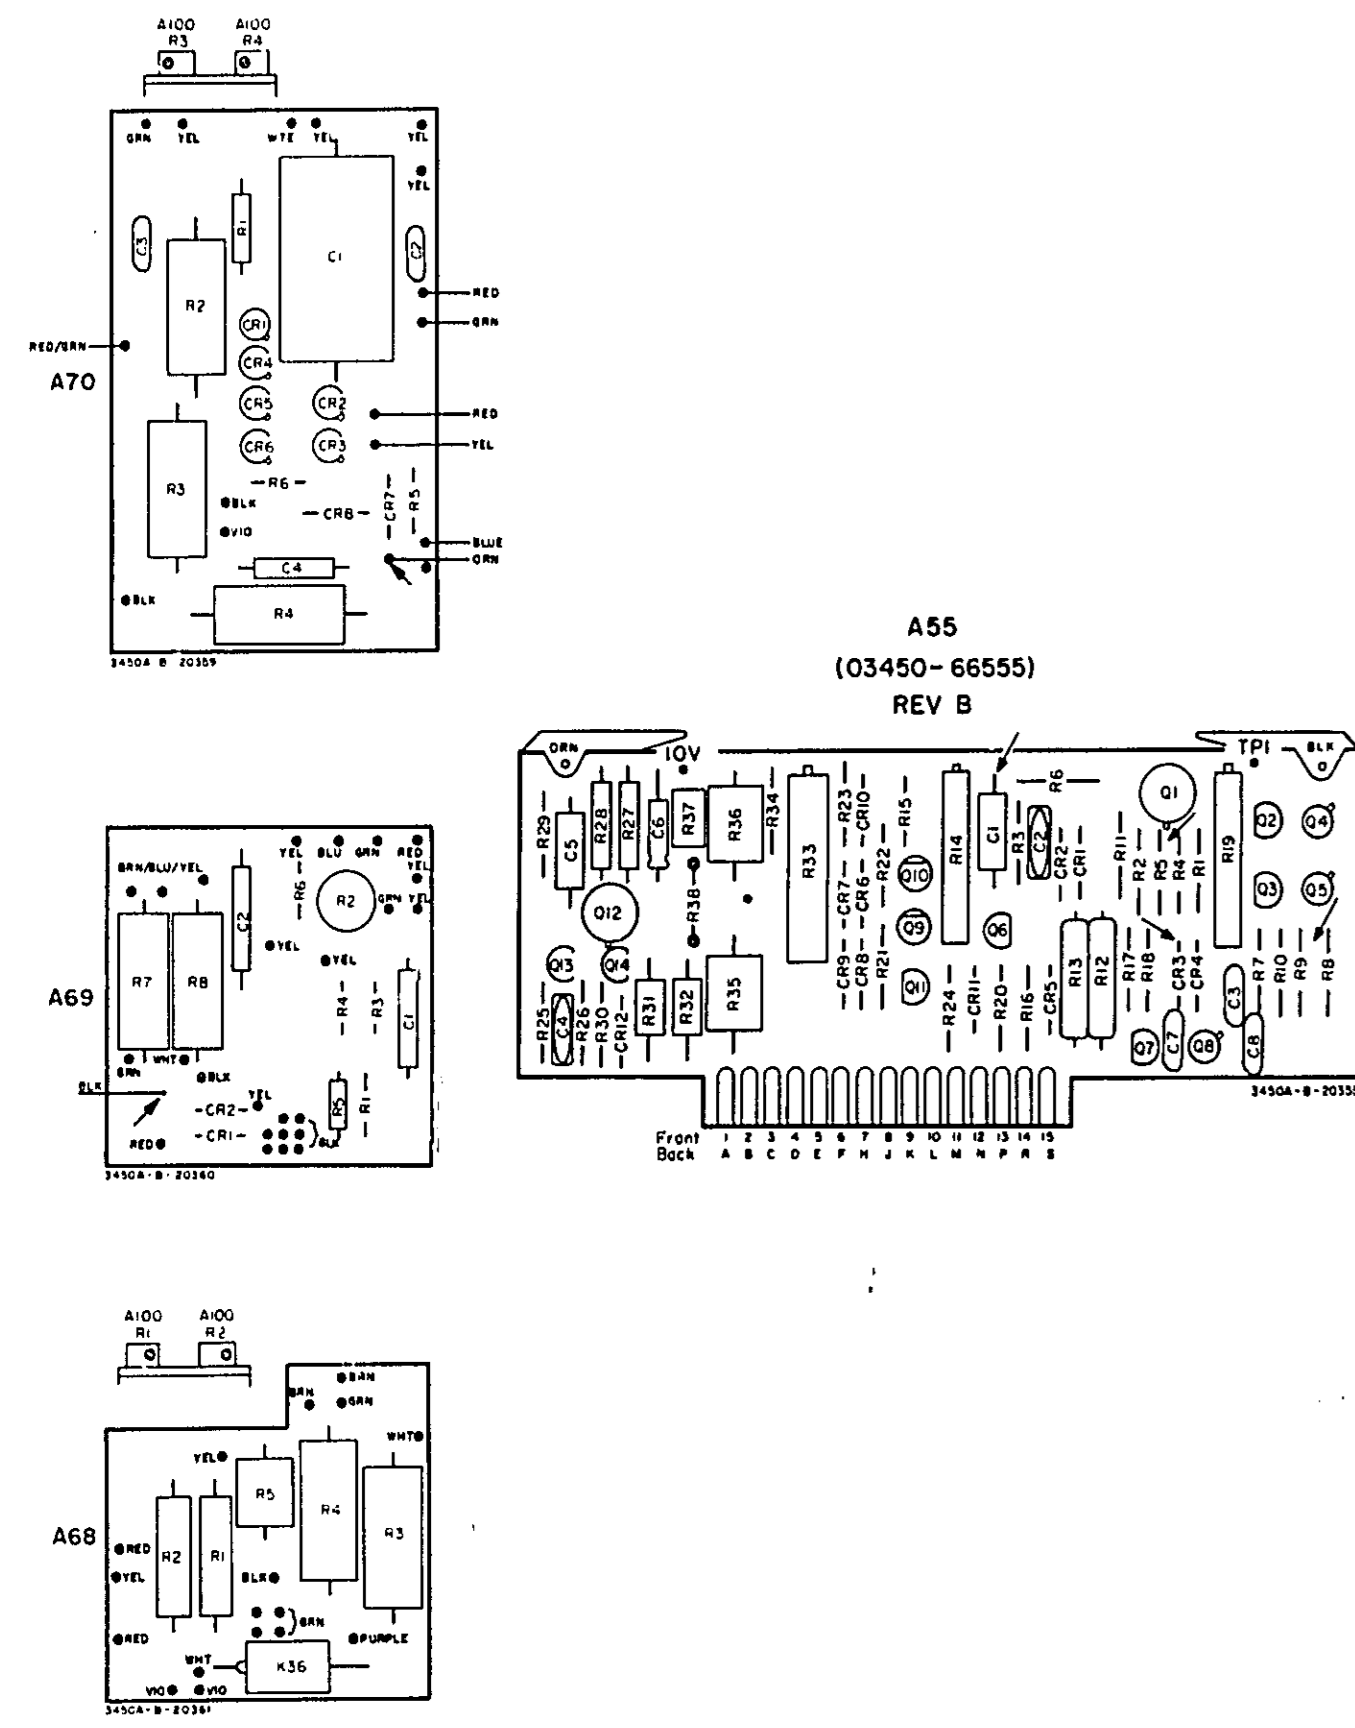 A100 A100
R3 R4
GRN YEL WTE YEL YEL
YEL
C3 R1 C1 C2
R2
RED
GRN
CR1
RED/GRN
CR4
A70
CR5 CR2
RED
CR6 CR3
YEL
R3
R6
CR7
R5
BLK
CR8
VIO
BLUE
ORN
C4
BLK
R4
3450A B 20359
A55
(03450-66555)
REV B
ORN 10V TP1 BLK
R29 C5 R28 R27 C6 R37 R36 R34 R33 R23 CR10 R15 R14 C1 R3 C2 R6 CR2 CR1 R11 Q1 R2 R5 R4 R1 R19 Q2 Q4
CR7 CR6 R22 Q10 Q3 Q5
Q12 R38 Q9 Q6
Q13 Q14 CR9 CR8 R21 Q11 R13 R12 R17 R18 CR3 CR4 R7 R10 R9 R8
R25 C4 R26 R30 CR12 R31 R32 R35 R24 CR11 R20 R16 CR5 Q7 C7 Q8 C3 C8
3450A-B-20355
Front 1 2 3 4 5 6 7 8 9 10 11 12 13 14 15
Back A B C D E F H J K L M N P R S
YEL BLU GRN RED
YEL
BRN/BLU/YEL
R6 R2 GRN YEL
C2
YEL
YEL
A69
R7 R8 R4 R3 C1
WHT
BLK
BLK
YEL
CR2 R5 R1
CR1
BLK
RED
3450A-B-20360
A100 A100
R1 R2
BRN
BRN
GRN
WHT
YEL
R5 R4 R3
A68
RED
R2 R1
YEL
BLK
BRN
RED
PURPLE
WHT
K36
VIO VIO
3450A-B-20361